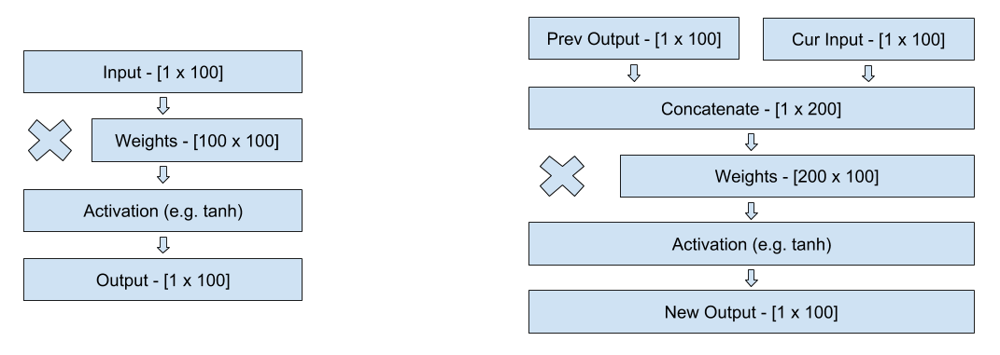 Input - [1 x 100]
Weights - [100 x 100]
Activation (e.g. tanh)
Output - [1 x 100]
Prev Output - [1 x 100]
Cur Input - [1 x 100]
Concatenate - [1 x 200]
Weights - [200 x 100]
Activation (e.g. tanh)
New Output - [1 x 100]